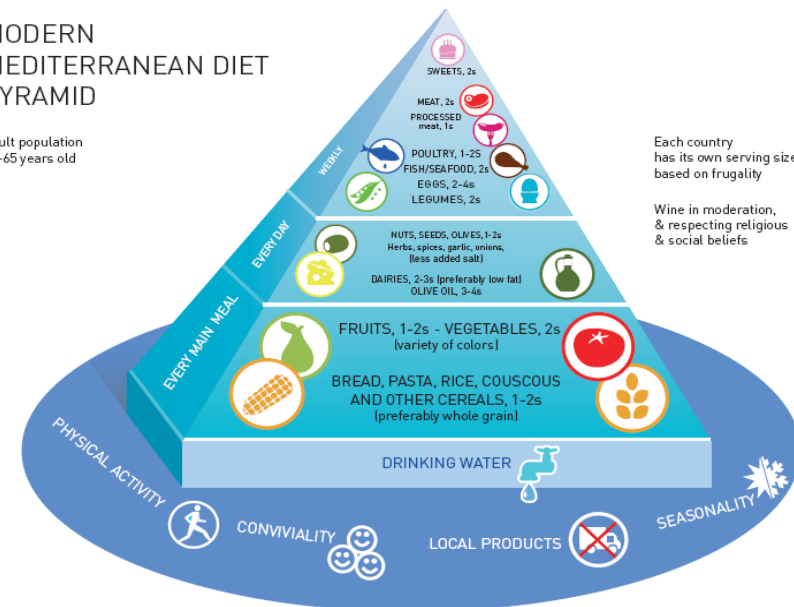 MODERN
MEDITERRANEAN DIET
PYRAMID
ult population
-65 years old
Each country
has its own serving size
based on frugality
Wine in moderation,
& respecting religious
& social beliefs
WEEKLY
SWEETS, 2s
MEAT, 2s
PROCESSED
meat, 1s
POULTRY, 1-2S
FISH/SEAFOOD, 2s
EGGS, 2-4s
LEGUMES, 2s
EVERY DAY
NUTS, SEEDS, OLIVES,1-2s
Herbs, spices, garlic, onions,
(less added salt)
DAIRIES, 2-3s (preferably low fat)
OLIVE OIL, 3-4s
EVERY MAIN MEAL
FRUITS, 1-2s - VEGETABLES, 2s
(variety of colors)
BREAD, PASTA, RICE, COUSCOUS
AND OTHER CEREALS, 1-2s
(preferably whole grain)
DRINKING WATER
PHYSICAL ACTIVITY
CONVIVIALITY
LOCAL PRODUCTS
SEASONALITY